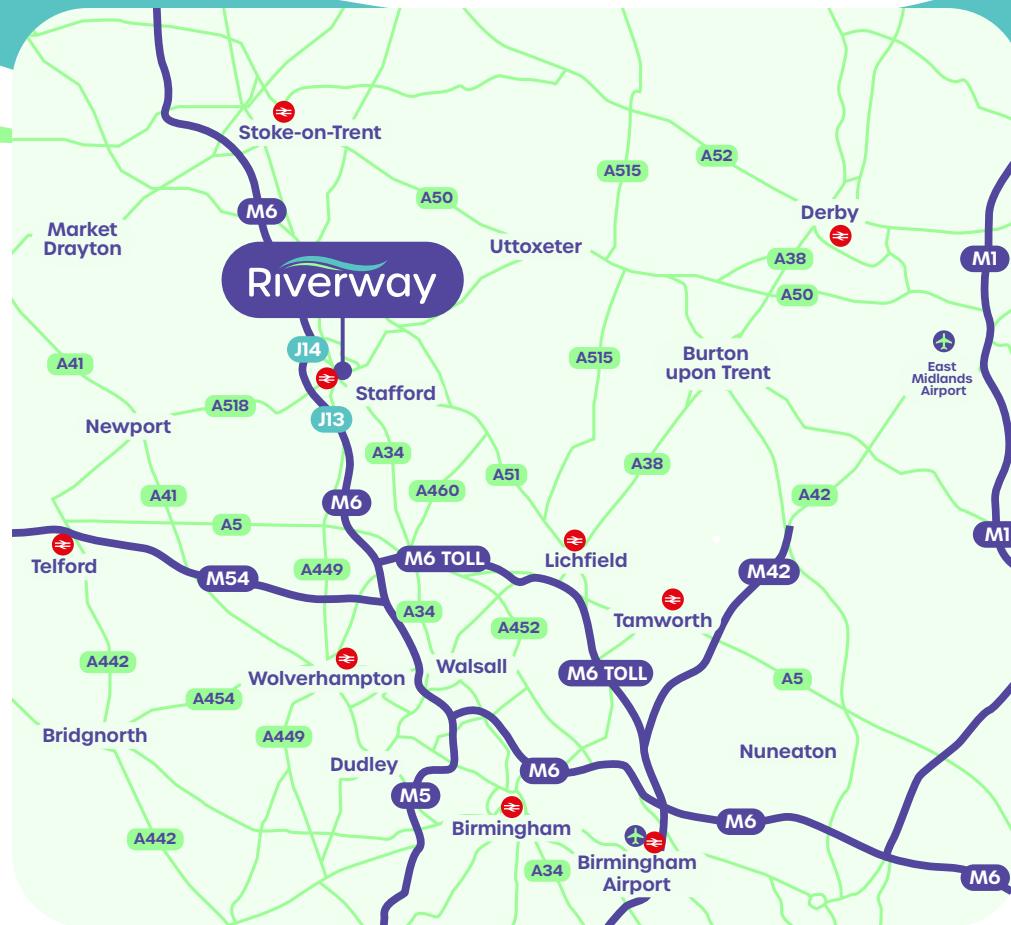 Stoke-on-Trent
A52
A515
A50
M6
Derby
Market
Drayton
Uttoxeter
A38
M1
Riverway
A50
J14
A41
A515
Burton
upon Trent
East
Midlands
Airport
Stafford
A518
J13
Newport
A34
A38
A51
A460
A41
A42
M6
A5
M1
Telford
M6 TOLL
Lichfield
A449
M42
M54
A34
Tamworth
A452
A442
Walsall
M6 TOLL
Wolverhampton
A5
A454
Bridgnorth
A449
Nuneaton
Dudley
M6
M5
M6
Birmingham
A442
Birmingham
Airport
A34
M6